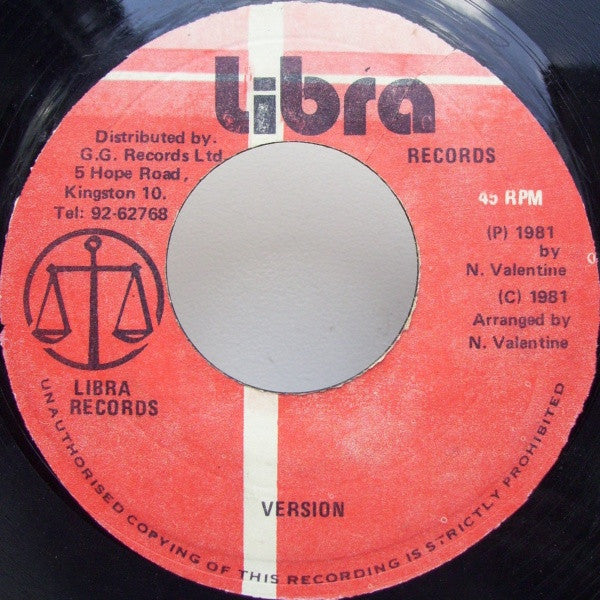 Libra
RECORDS
Distributed by.
G.G. Records Ltd
5 Hope Road,
Kingston 10.
Tel: 92-62768
45 RPM
(P) 1981
by
N. Valentine
(C) 1981
Arranged by
N. Valentine
LIBRA
RECORDS
VERSION
UNAUTHORISED COPYING OF THIS RECORDING IS STRICTLY PROHIBITED